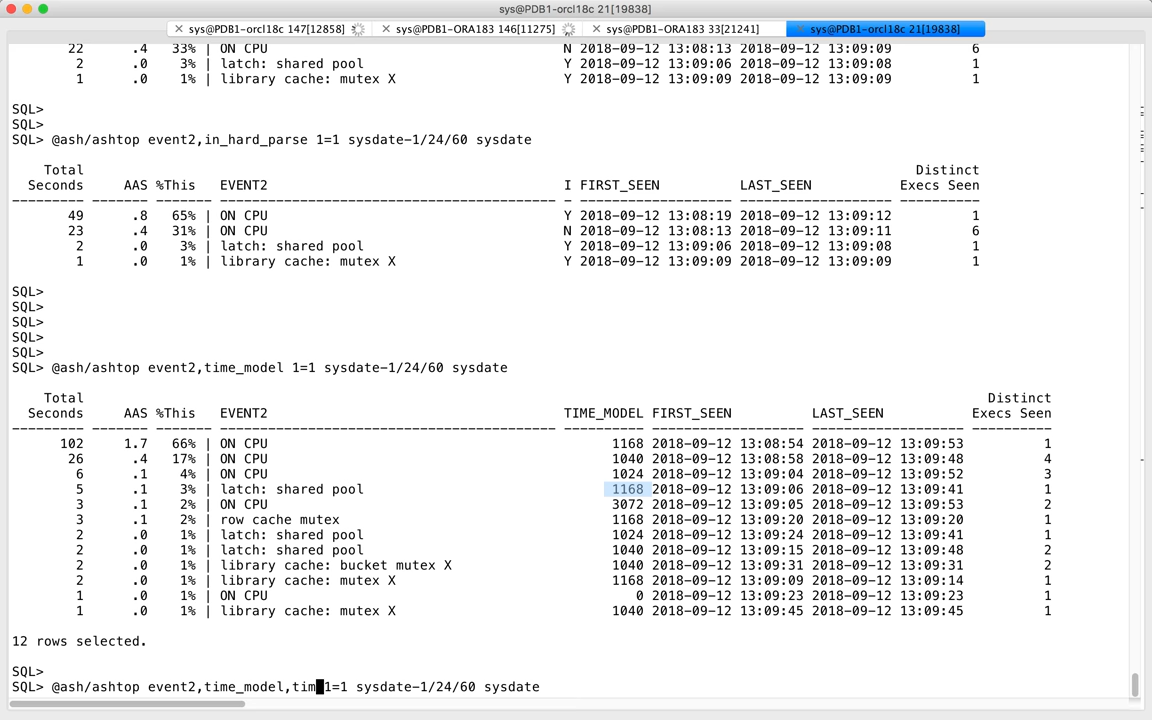 sys@PDB1-orcl18c 21[19838]
sys@PDB1-orcl18c 147[12858] sys@PDB1-ORA183 146[11275] sys@PDB1-ORA183 33[21241] sys@PDB1-orcl18c 21[19838]
22 .4 33% | ON CPU N 2018-09-12 13:08:13 2018-09-12 13:09:09 6
2 .0 3% | latch: shared pool Y 2018-09-12 13:09:06 2018-09-12 13:09:08 1
1 .0 1% | library cache: mutex X Y 2018-09-12 13:09:09 2018-09-12 13:09:09 1
SQL>
SQL>
SQL> @ash/ashtop event2,in_hard_parse 1=1 sysdate-1/24/60 sysdate
Total Distinct
Seconds AAS %This EVENT2 I FIRST_SEEN LAST_SEEN Execs Seen
--------- ------- ------- ------------------------------------------ - ------------------- ------------------- ----------
49 .8 65% | ON CPU Y 2018-09-12 13:08:19 2018-09-12 13:09:12 1
23 .4 31% | ON CPU N 2018-09-12 13:08:13 2018-09-12 13:09:11 6
2 .0 3% | latch: shared pool Y 2018-09-12 13:09:06 2018-09-12 13:09:08 1
1 .0 1% | library cache: mutex X Y 2018-09-12 13:09:09 2018-09-12 13:09:09 1
SQL>
SQL>
SQL>
SQL>
SQL>
SQL> @ash/ashtop event2,time_model 1=1 sysdate-1/24/60 sysdate
Total Distinct
Seconds AAS %This EVENT2 TIME_MODEL FIRST_SEEN LAST_SEEN Execs Seen
--------- ------- ------- ------------------------------------------ ---------- ------------------- ------------------- ----------
102 1.7 66% | ON CPU 1168 2018-09-12 13:08:54 2018-09-12 13:09:53 1
26 .4 17% | ON CPU 1040 2018-09-12 13:08:58 2018-09-12 13:09:48 4
6 .1 4% | ON CPU 1024 2018-09-12 13:09:04 2018-09-12 13:09:52 3
5 .1 3% | latch: shared pool 1168 2018-09-12 13:09:06 2018-09-12 13:09:41 1
3 .1 2% | ON CPU 3072 2018-09-12 13:09:05 2018-09-12 13:09:53 2
3 .1 2% | row cache mutex 1168 2018-09-12 13:09:20 2018-09-12 13:09:20 1
2 .0 1% | latch: shared pool 1024 2018-09-12 13:09:24 2018-09-12 13:09:41 1
2 .0 1% | latch: shared pool 1040 2018-09-12 13:09:15 2018-09-12 13:09:48 2
2 .0 1% | library cache: bucket mutex X 1040 2018-09-12 13:09:31 2018-09-12 13:09:31 2
2 .0 1% | library cache: mutex X 1168 2018-09-12 13:09:09 2018-09-12 13:09:14 1
1 .0 1% | ON CPU 0 2018-09-12 13:09:23 2018-09-12 13:09:23 1
1 .0 1% | library cache: mutex X 1040 2018-09-12 13:09:45 2018-09-12 13:09:45 1
12 rows selected.
SQL>
SQL> @ash/ashtop event2,time_model,tim 1=1 sysdate-1/24/60 sysdate